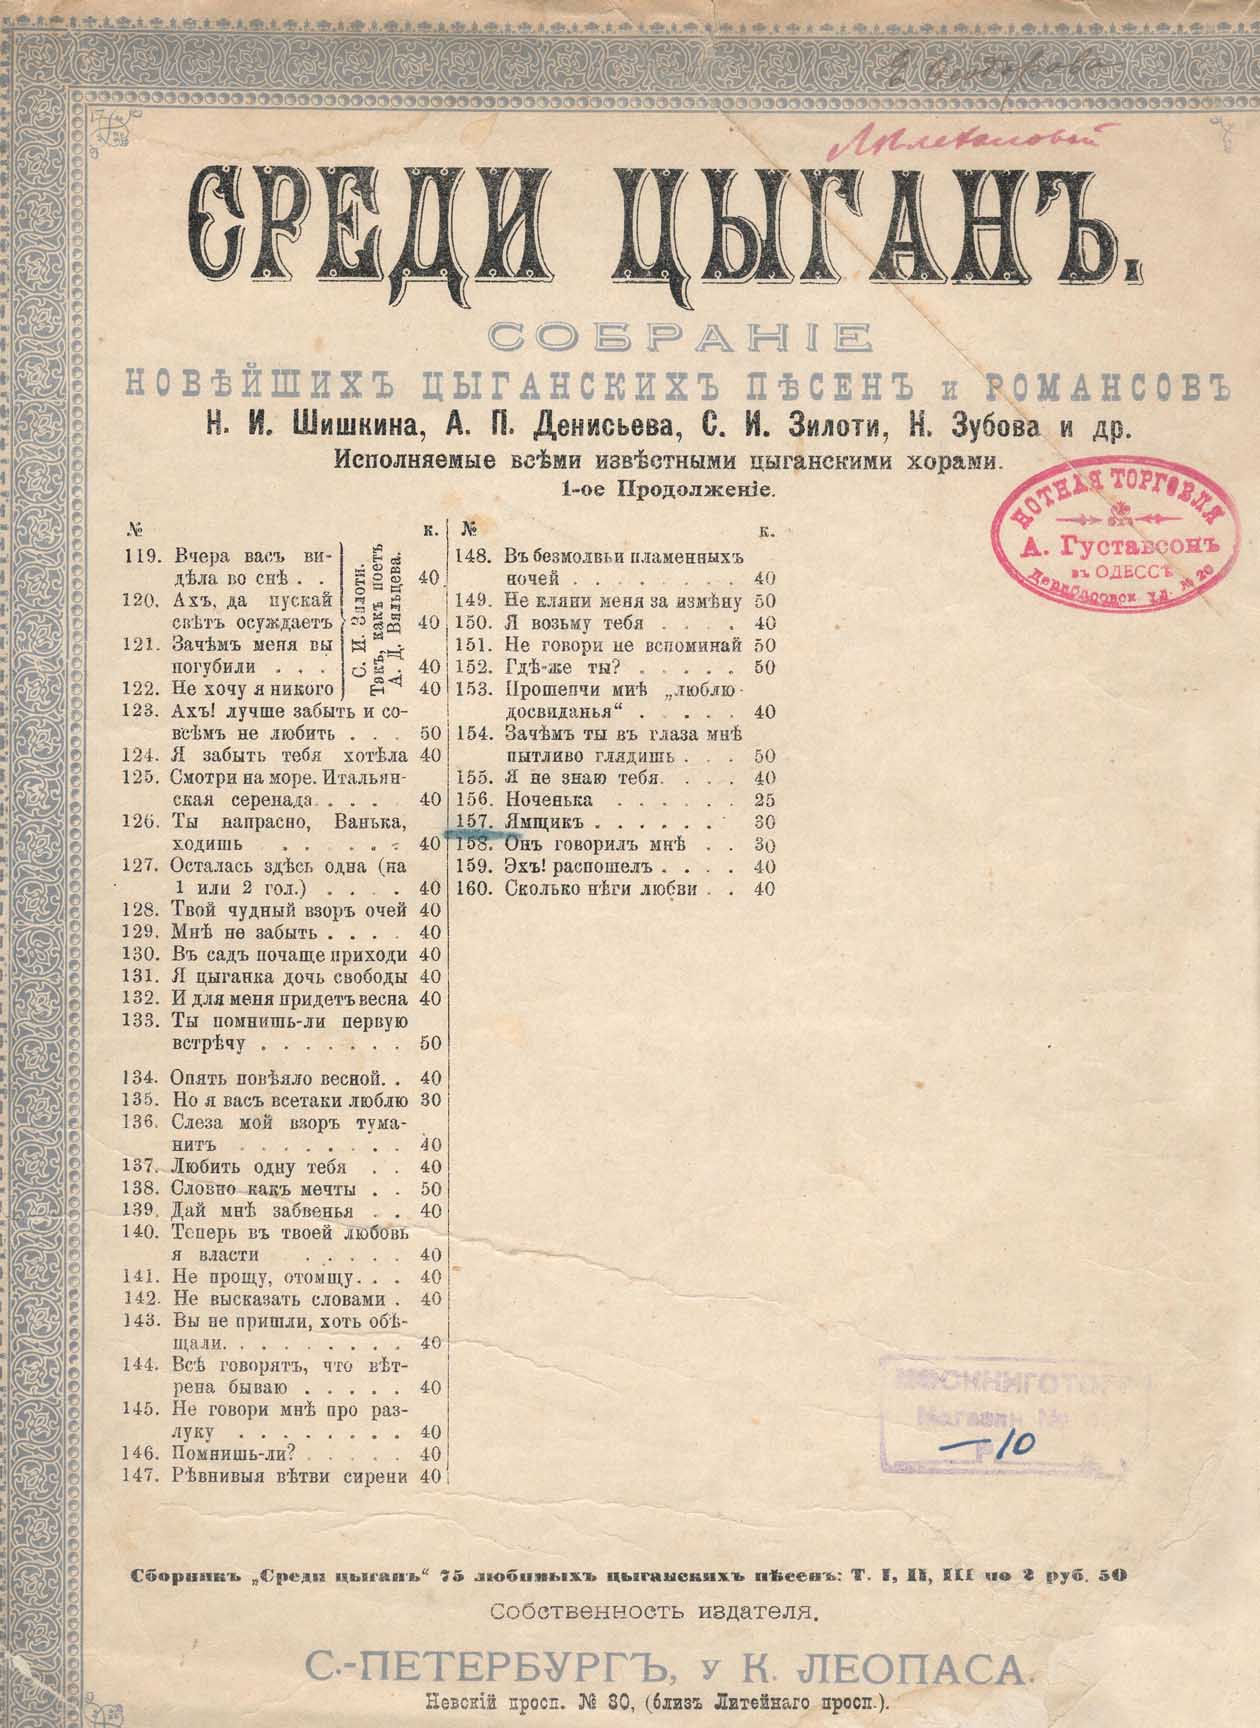 СРЕДИ ЦЫГАНЪ.
СОБРАНІЕ
НОВѢЙШИХЪ ЦЫГАНСКИХЪ ПѢСЕНЪ и РОМАНСОВЪ
Н. И. Шишкина, А. П. Денисьева, С. И. Зилоти, Н. Зубова и др.
Исполняемые всѣми извѣстными цыганскими хорами.
1-ое Продолженіе.
НОТНАЯ ТОРГОВЛЯ
А. Густавсонъ
въ ОДЕССѢ
Дерибасовск. ул. № 20
№ к.
119. Вчера васъ ви-
дѣла во снѣ . . 40
120. Ахъ, да пускай
свѣтъ осуждаетъ 40
121. Зачѣмъ меня вы
погубили . . . 40
122. Не хочу я никого 40
С. И. Зилоти.
Такъ, какъ поетъ
А. Д. Вяльцева.
123. Ахъ! лучше забыть и со-
всѣмъ не любить . . . 50
124. Я забыть тебя хотѣла 40
125. Смотри на море. Итальян-
ская серенада . . . . 40
126. Ты напрасно, Ванька,
ходишь . . . . . 40
127. Осталась здѣсь одна (на
1 или 2 гол.) . . . . 40
128. Твой чудный взоръ очей 40
129. Мнѣ не забыть . . . . 40
130. Въ садъ почаще приходи 40
131. Я цыганка дочь свободы 40
132. И для меня придетъ весна 40
133. Ты помнишь-ли первую
встрѣчу . . . . . . . 50
134. Опять повѣяло весной. . 40
135. Но я васъ всетаки люблю 30
136. Слеза мой взоръ тума-
нитъ . . . . . . . . 40
137. Любить одну тебя . . 40
138. Словно какъ мечты . . 50
139. Дай мнѣ забвенья . . 40
140. Теперь въ твоей любовь
я власти . . . . . 40
141. Не прощу, отомщу. . . 40
142. Не высказать словами . 40
143. Вы не пришли, хоть обѣ-
щали. . . . . . . . . 40
144. Всѣ говорятъ, что вѣт-
рена бываю . . . . . 40
145. Не говори мнѣ про раз-
луку . . . . . . . . 40
146. Помнишь-ли? . . . . . 40
147. Рѣвнивыя вѣтви сирени 40
№ к.
148. Въ безмолвьи пламенныхъ
ночей . . . . . . . . 40
149. Не кляни меня за измѣну 50
150. Я возьму тебя . . . . 40
151. Не говори не вспоминай 50
152. Гдѣ-же ты? . . . . . 50
153. Прошепчи мнѣ „люблю
досвиданья“ . . . . . 40
154. Зачѣмъ ты въ глаза мнѣ
пытливо глядишь . . . 50
155. Я не знаю тебя. . . . 40
156. Ноченька . . . . . . 25
157. Ямщикъ . . . . . . 30
158. Онъ говорилъ мнѣ . . 30
159. Эхъ! распошелъ . . . . 40
160. Сколько нѣги любви . . 40
Магазин №
—10
Сборникъ „Среди цыганъ“ 75 любимыхъ цыганскихъ пѣсенъ: Т. I, II, III по 2 руб. 50
Собственность издателя.
С.-ПЕТЕРБУРГЪ, у К. ЛЕОПАСА.
Невскій просп. № 30, (близъ Литейнаго просп.).